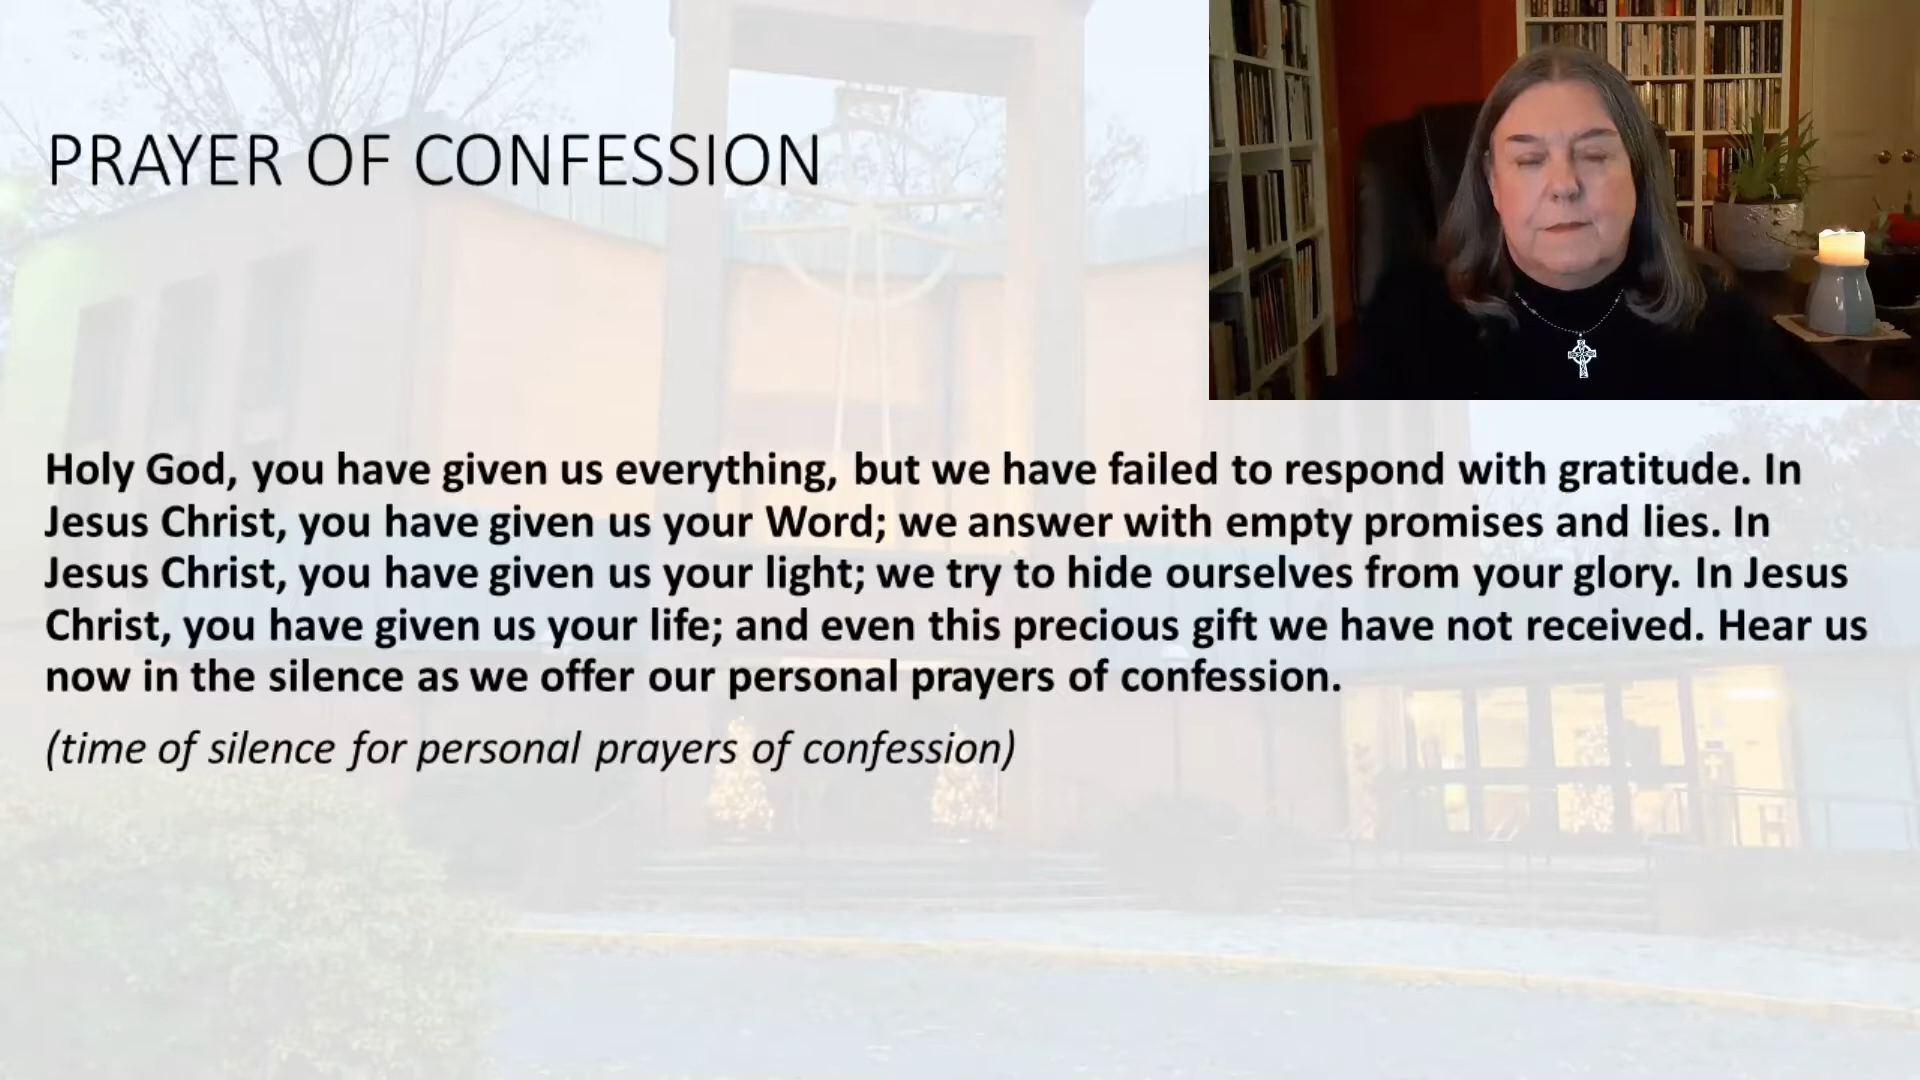 PRAYER OF CONFESSION
Holy God, you have given us everything, but we have failed to respond with gratitude. In
Jesus Christ, you have given us your Word; we answer with empty promises and lies. In
Jesus Christ, you have given us your light; we try to hide ourselves from your glory. In Jesus
Christ, you have given us your life; and even this precious gift we have not received. Hear us
now in the silence as we offer our personal prayers of confession.
(time of silence for personal prayers of confession)